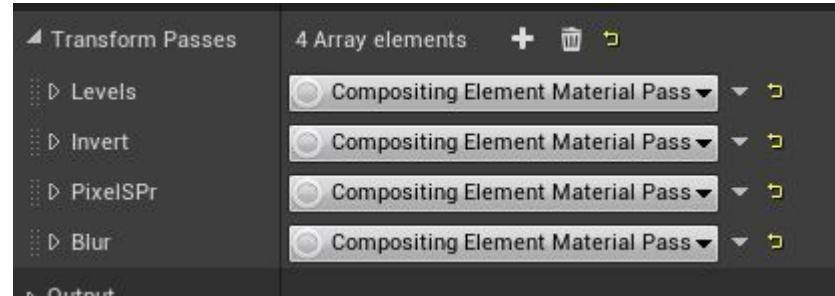 Transform Passes 4 Array elements
Levels Compositing Element Material Pass
Invert Compositing Element Material Pass
PixelSPr Compositing Element Material Pass
Blur Compositing Element Material Pass
Output